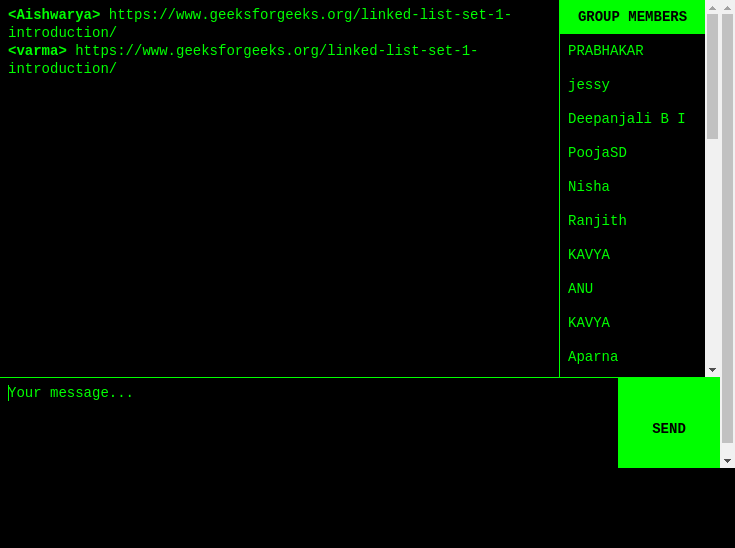 <Aishwarya> https://www.geeksforgeeks.org/linked-list-set-1-
introduction/
<varma> https://www.geeksforgeeks.org/linked-list-set-1-
introduction/
GROUP MEMBERS
PRABHAKAR
jessy
Deepanjali B I
PoojaSD
Nisha
Ranjith
KAVYA
ANU
KAVYA
Aparna
Your message...
SEND